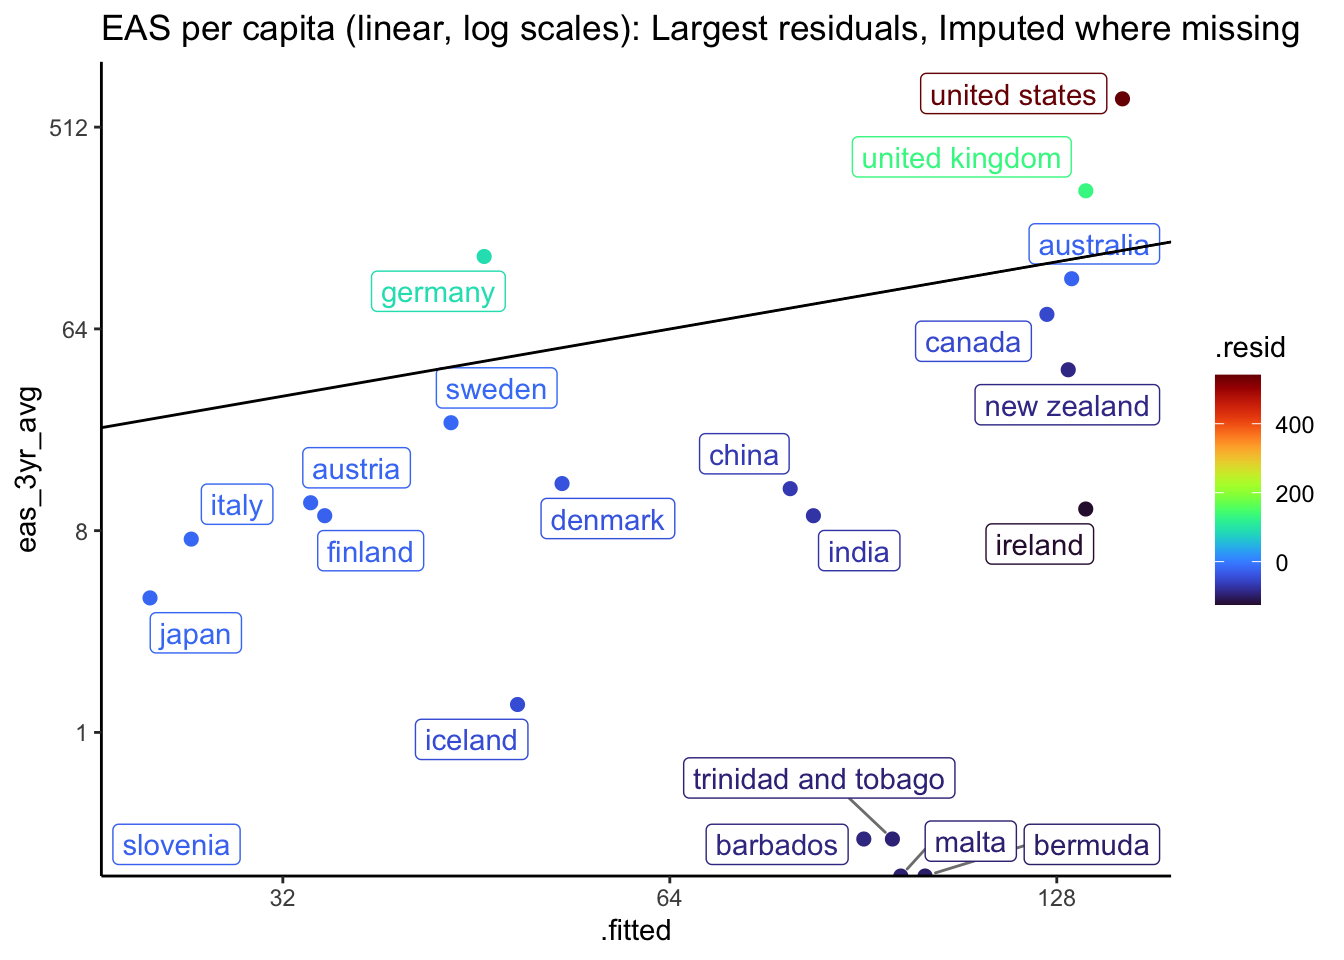 EAS per capita (linear, log scales): Largest residuals, Imputed where missing
united states
512
united kingdom
australia
germany
64
canada
.resid
sweden
new zealand
400
china
austria
italy
200
denmark
eas_3yr_avg
8
finland
india
ireland
0
japan
iceland
1
trinidad and tobago
slovenia
barbados
malta
bermuda
32
64
128
.fitted